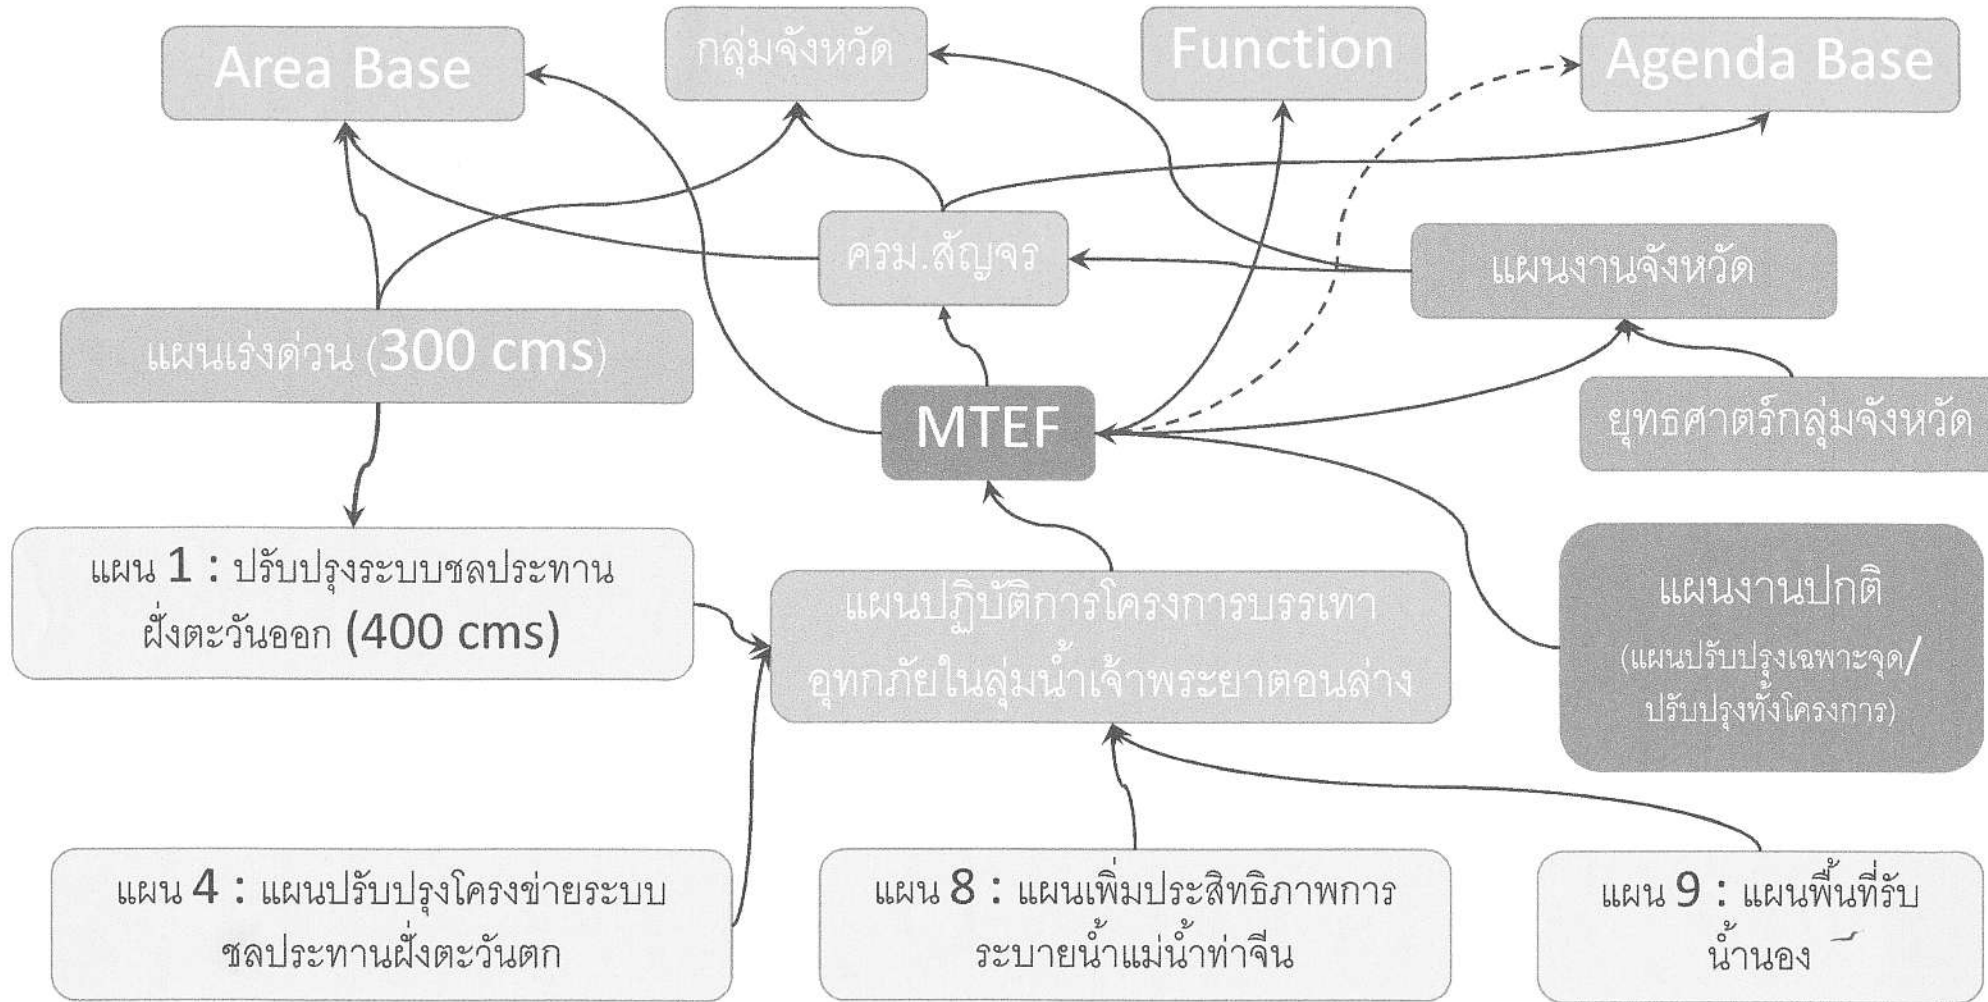 Area Base
กลุ่มจังหวัด
Function
Agenda Base
ครม.สัญจร
แผนงานจังหวัด
แผนเร่งด่วน (300 cms)
MTEF
ยุทธศาตร์กลุ่มจังหวัด
แผน 1 : ปรับปรุงระบบชลประทาน
ฝั่งตะวันออก (400 cms)
แผนปฏิบัติการโครงการบรรเทา
อุทกภัยในลุ่มน้ำเจ้าพระยาตอนล่าง
แผนงานปกติ
(แผนปรับปรุงเฉพาะจุด/
ปรับปรุงทั้งโครงการ)
แผน 4 : แผนปรับปรุงโครงข่ายระบบ
ชลประทานฝั่งตะวันตก
แผน 8 : แผนเพิ่มประสิทธิภาพการ
ระบายน้ำแม่น้ำท่าจีน
แผน 9 : แผนพื้นที่รับ
น้ำนอง